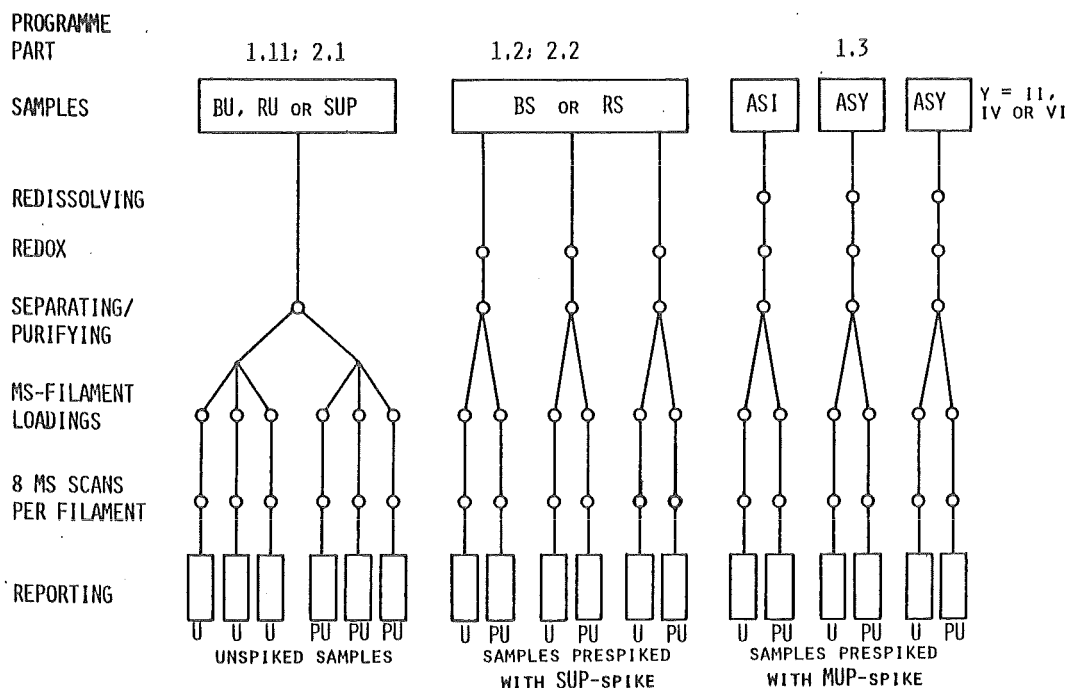 PROGRAMME
PART 1.11; 2.1 1.2; 2.2 1.3
SAMPLES BU, RU OR SUP BS OR RS ASI ASY ASY Y = II,
IV OR VI
REDISSOLVING
REDOX
SEPARATING/
PURIFYING
MS-FILAMENT
LOADINGS
8 MS SCANS
PER FILAMENT
REPORTING
U U U PU PU PU U PU U PU U PU U PU U PU U PU
UNSPIKED SAMPLES
SAMPLES PRESPIKED
WITH SUP-SPIKE
SAMPLES PRESPIKED
WITH MUP-SPIKE